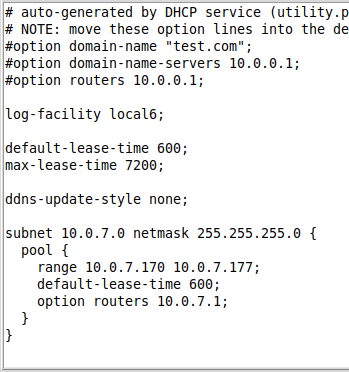 # auto-generated by DHCP service (utility.p
# NOTE: move these option lines into the de
#option domain-name "test.com";
#option domain-name-servers 10.0.0.1;
#option routers 10.0.0.1;

log-facility local6;

default-lease-time 600;
max-lease-time 7200;

ddns-update-style none;

subnet 10.0.7.0 netmask 255.255.255.0 {
  pool {
    range 10.0.7.170 10.0.7.177;
    default-lease-time 600;
    option routers 10.0.7.1;
  }
}